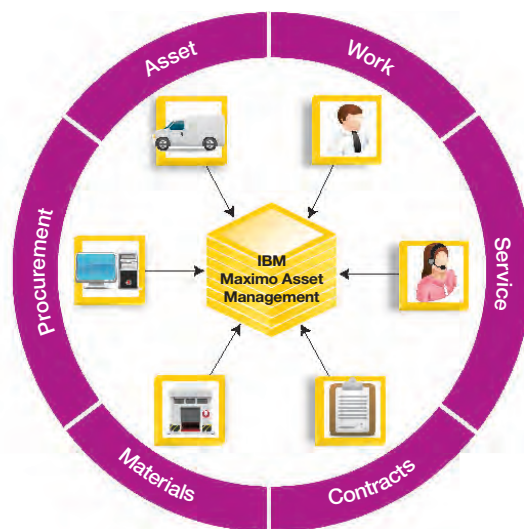 Asset
Work
Procurement
IBM
Maximo Asset
Management
Service
Materials
Contracts